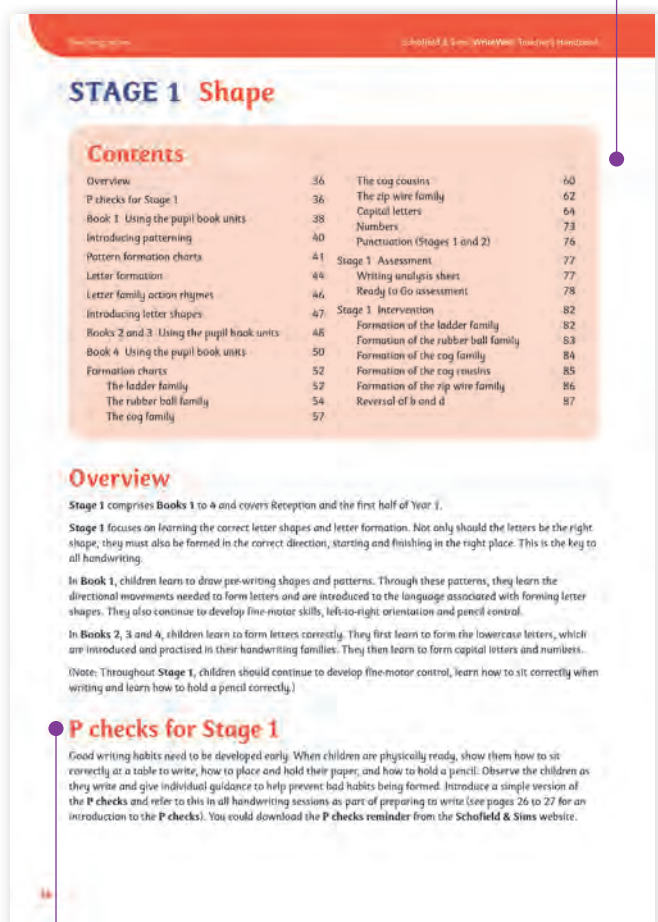 Schofield & Sims WriteWell Teacher's Handbook
STAGE 1 Shape
Contents
Overview 36
P checks for Stage 1 36
Book 1 Using the pupil book units 38
Introducing patterning 40
Pattern formation charts 41
Letter formation 44
Letter family action rhymes 46
Introducing letter shapes 47
Books 2 and 3 Using the pupil book units 48
Book 4 Using the pupil book units 50
Formation charts 52
The ladder family 52
The rubber ball family 54
The cog family 57
The cog cousins 60
The zip wire family 62
Capital letters 64
Numbers 73
Punctuation (Stages 1 and 2) 76
Stage 1 Assessment 77
Writing analysis sheet 77
Ready to Go assessment 78
Stage 1 Intervention 82
Formation of the ladder family 82
Formation of the rubber ball family 83
Formation of the cog family 84
Formation of the cog cousins 85
Formation of the zip wire family 86
Reversal of b and d 87
Overview
Stage 1 comprises Books 1 to 4 and covers Reception and the first half of Year 1.
Stage 1 focuses on learning the correct letter shapes and letter formation. Not only should the letters be the right
shape, they must also be formed in the correct direction, starting and finishing in the right place. This is the key to
all handwriting.
In Book 1, children learn to draw pre-writing shapes and patterns. Through these patterns, they learn the
directional movements needed to form letters and are introduced to the language associated with forming letter
shapes. They also continue to develop fine-motor skills, left-to-right orientation and pencil control.
In Books 2, 3 and 4, children learn to form letters correctly. They first learn to form the lowercase letters, which
are introduced and practised in their handwriting families. They then learn to form capital letters and numbers.
(Note: Throughout Stage 1, children should continue to develop fine-motor control, learn how to sit correctly when
writing and learn how to hold a pencil correctly.)
P checks for Stage 1
Good writing habits need to be developed early. When children are physically ready, show them how to sit
correctly at a table to write, how to place and hold their paper, and how to hold a pencil. Observe the children as
they write and give individual guidance to help prevent bad habits being formed. Introduce a simple version of
the P checks and refer to this in all handwriting sessions as part of preparing to write (see pages 26 to 27 for an
introduction to the P checks). You could download the P checks reminder from the Schofield & Sims website.